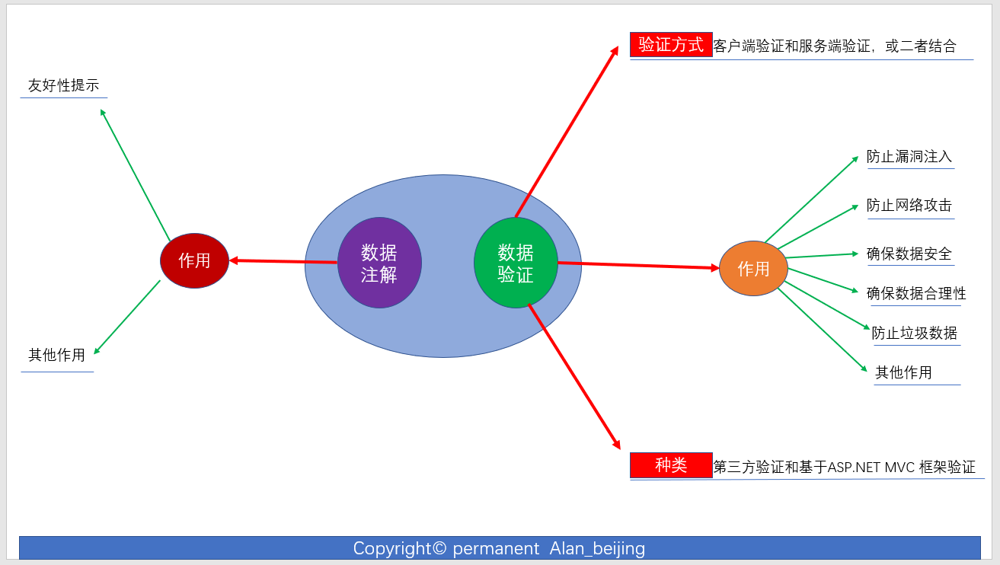 验证方式 客户端验证和服务端验证，或二者结合
友好性提示
防止漏洞注入
防止网络攻击
数据
注解
数据
验证
作用
作用
确保数据安全
确保数据合理性
防止垃圾数据
其他作用
其他作用
种类 第三方验证和基于ASP.NET MVC 框架验证
Copyright© permanent Alan_beijing